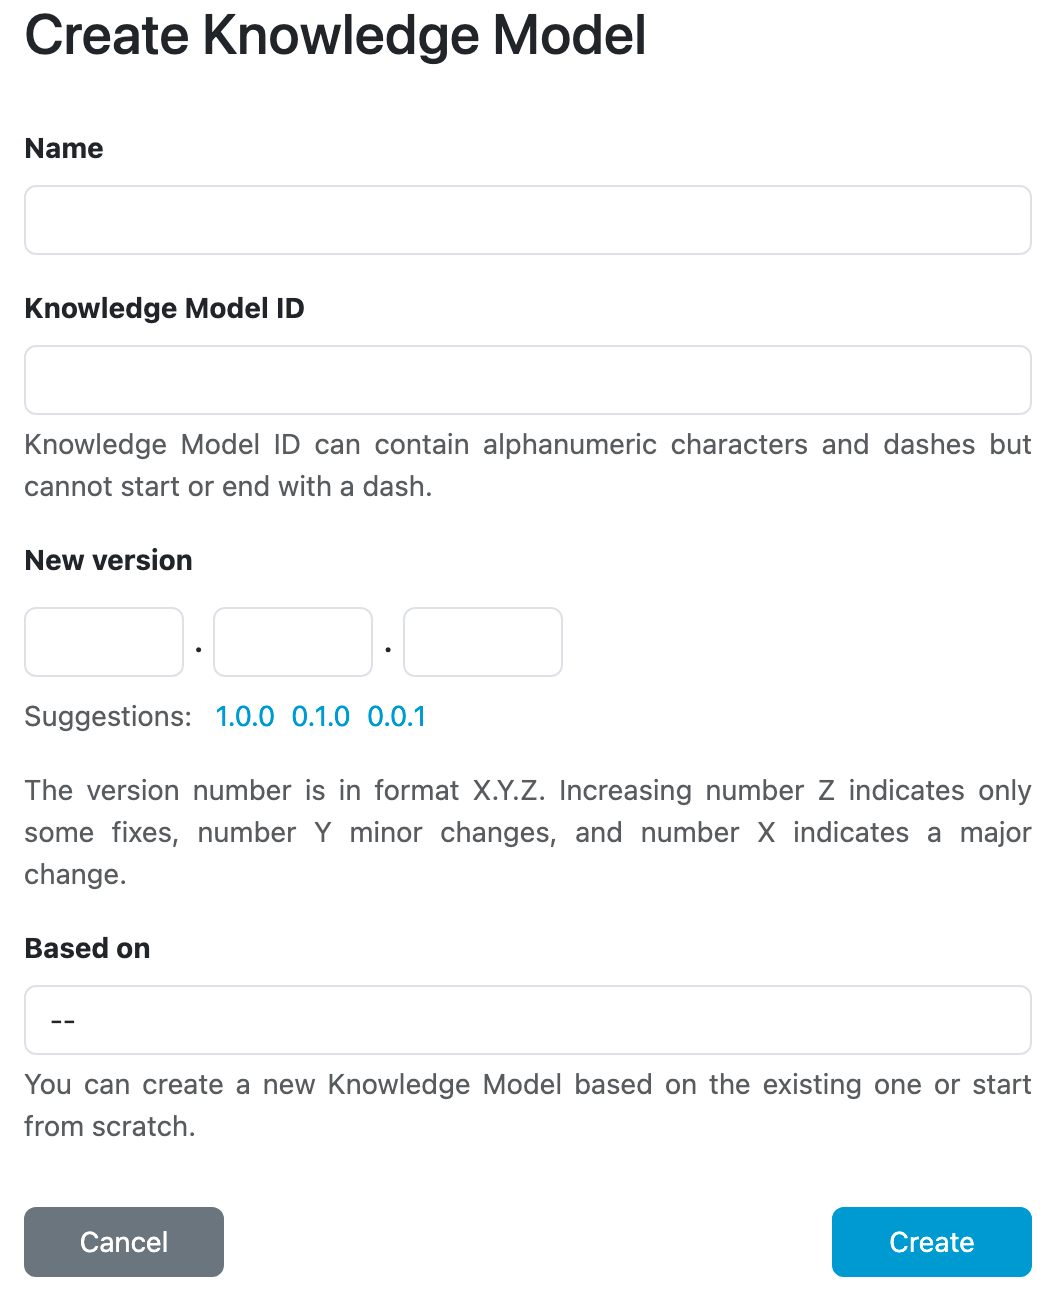 Create Knowledge Model
Name
Knowledge Model ID
Knowledge Model ID can contain alphanumeric characters and dashes but
cannot start or end with a dash.
New version
. .
Suggestions: 1.0.0 0.1.0 0.0.1
The version number is in format X.Y.Z. Increasing number Z indicates only
some fixes, number Y minor changes, and number X indicates a major
change.
Based on
--
You can create a new Knowledge Model based on the existing one or start
from scratch.
Cancel Create